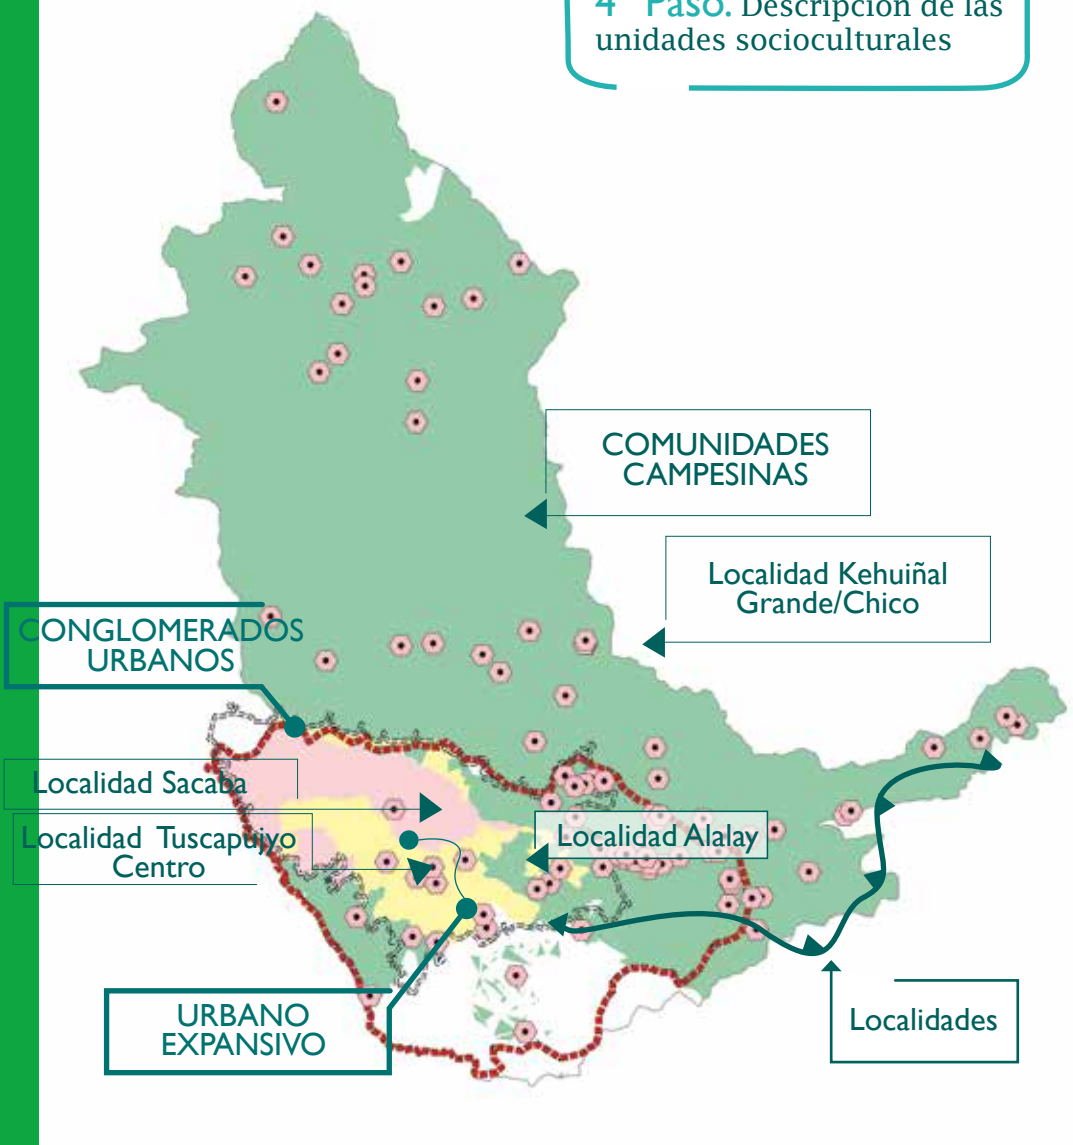 4 Paso. Descripción de las
unidades socioculturales
COMUNIDADES
CAMPESINAS
Localidad Kehuiñal
Grande/Chico
CONGLOMERADOS
URBANOS
Localidad Sacaba
Localidad Tuscapujyo
Centro
Localidad Alalay
URBANO
EXPANSIVO
Localidades